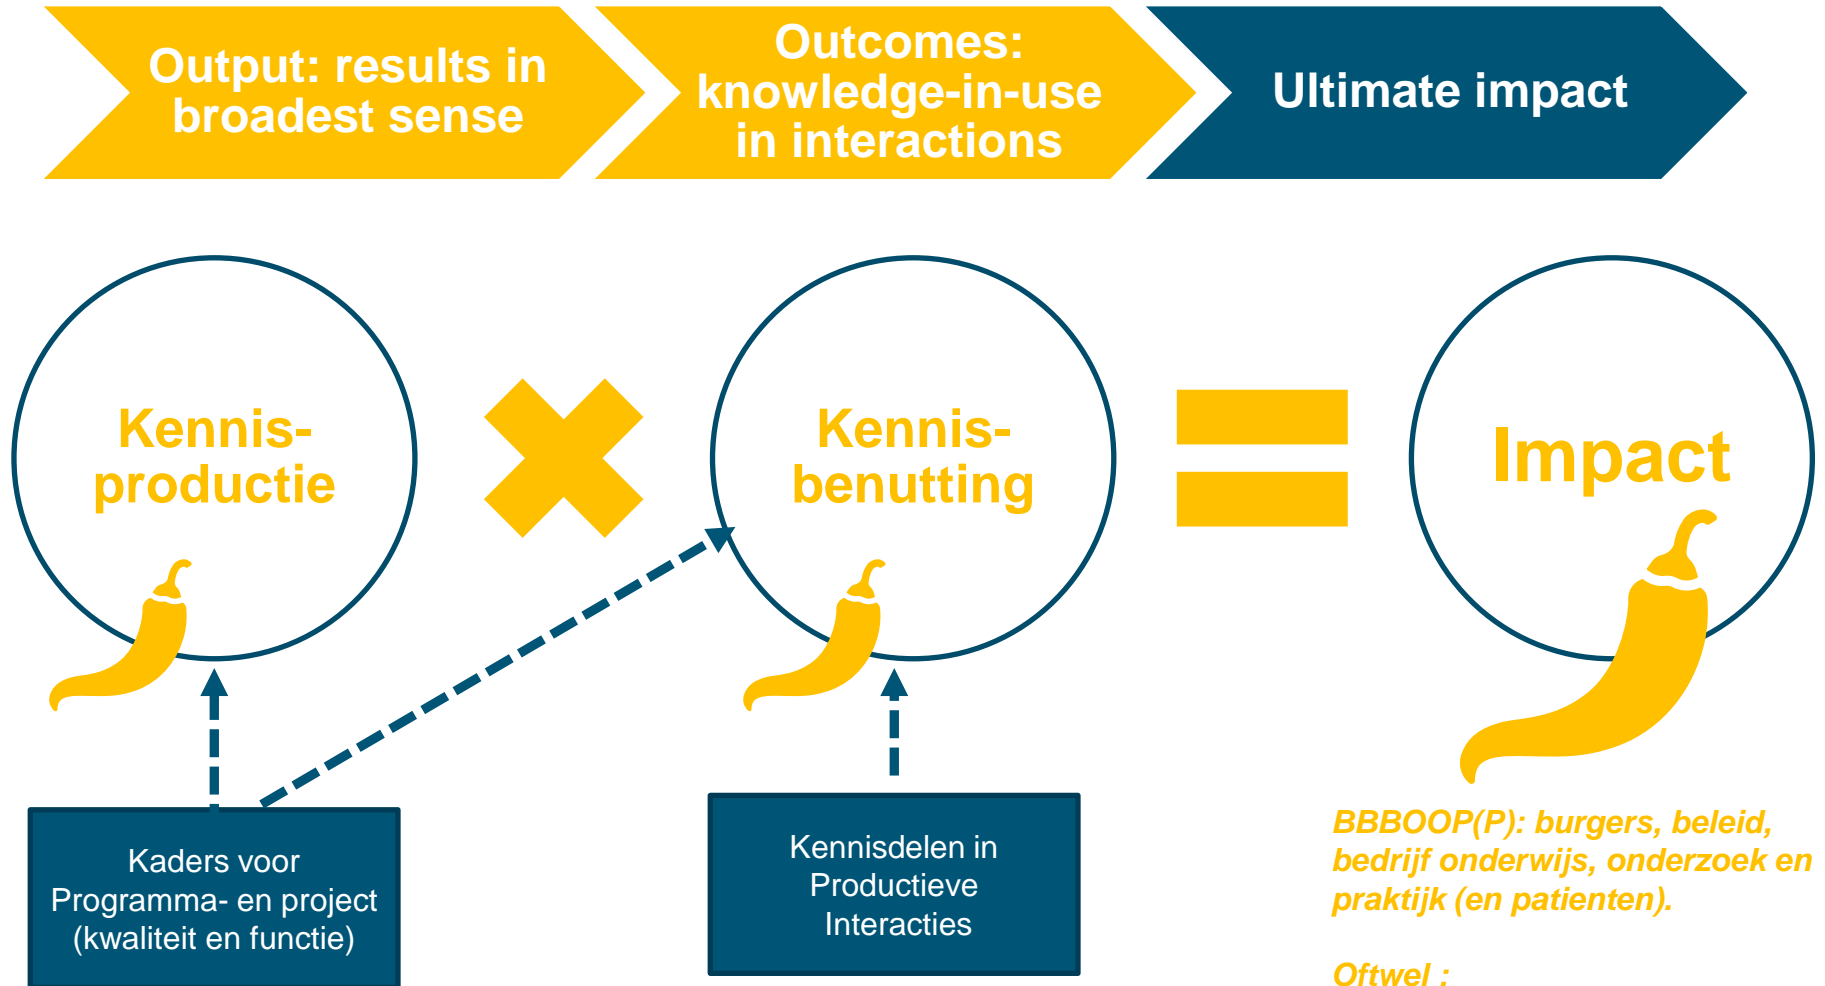 Output: results in
broadest sense
Outcomes:
knowledge-in-use
in interactions
Ultimate impact
Kennis-
productie
Kennis-
benutting
Impact
Kaders voor
Programma- en project
(kwaliteit en functie)
Kennisdelen in
Productieve
Interacties
BBBOOP(P): burgers, beleid,
bedrijf onderwijs, onderzoek en
praktijk (en patienten).
Oftwel :